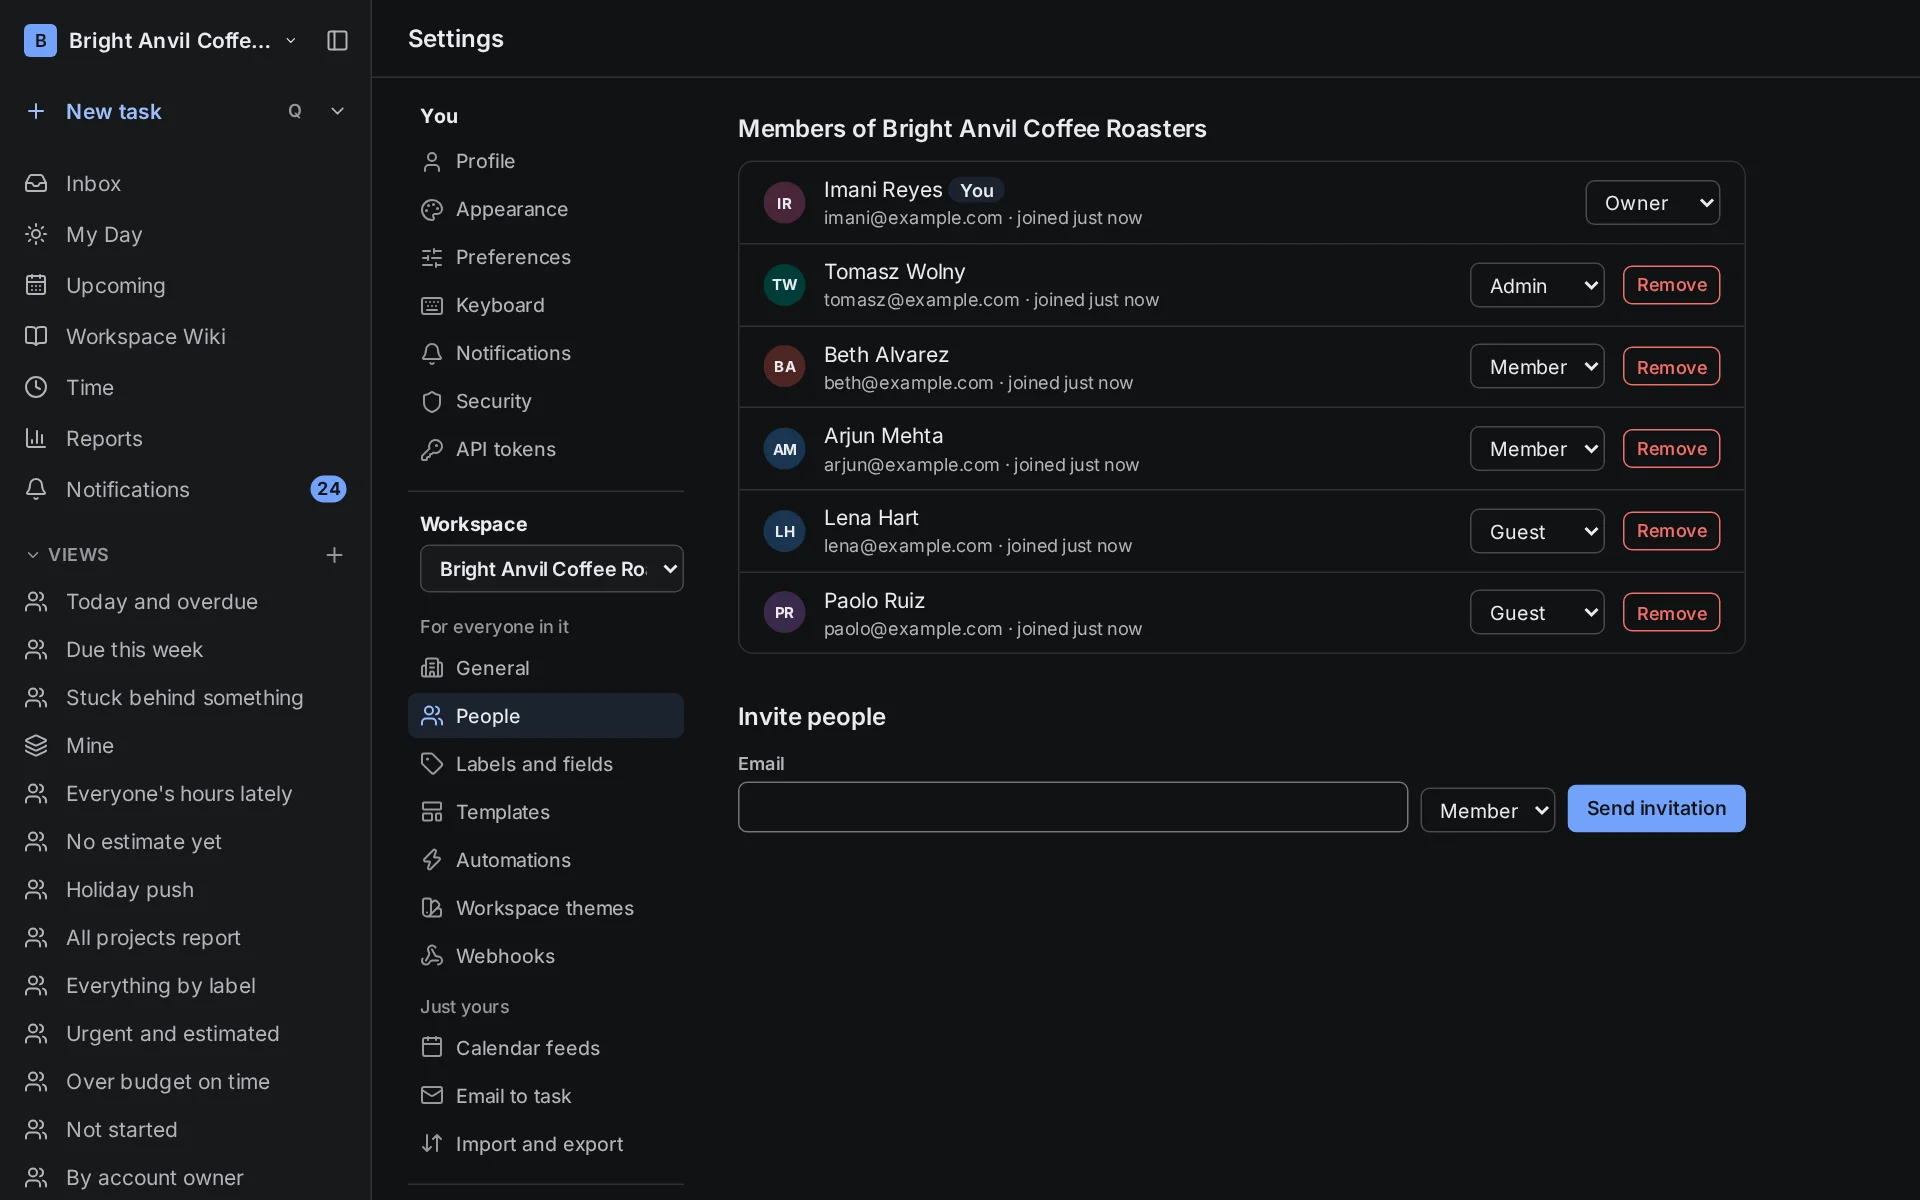 B Bright Anvil Coffe...
New task Q
Inbox
My Day
Upcoming
Workspace Wiki
Time
Reports
Notifications 24
VIEWS
Today and overdue
Due this week
Stuck behind something
Mine
Everyone's hours lately
No estimate yet
Holiday push
All projects report
Everything by label
Urgent and estimated
Over budget on time
Not started
By account owner
Settings
You
Profile
Appearance
Preferences
Keyboard
Notifications
Security
API tokens
Workspace
Bright Anvil Coffee Ro
For everyone in it
General
People
Labels and fields
Templates
Automations
Workspace themes
Webhooks
Just yours
Calendar feeds
Email to task
Import and export
Members of Bright Anvil Coffee Roasters
IR Imani Reyes You
imani@example.com · joined just now
Owner
TW Tomasz Wolny
tomasz@example.com · joined just now
Admin Remove
BA Beth Alvarez
beth@example.com · joined just now
Member Remove
AM Arjun Mehta
arjun@example.com · joined just now
Member Remove
LH Lena Hart
lena@example.com · joined just now
Guest Remove
PR Paolo Ruiz
paolo@example.com · joined just now
Guest Remove
Invite people
Email
Member Send invitation